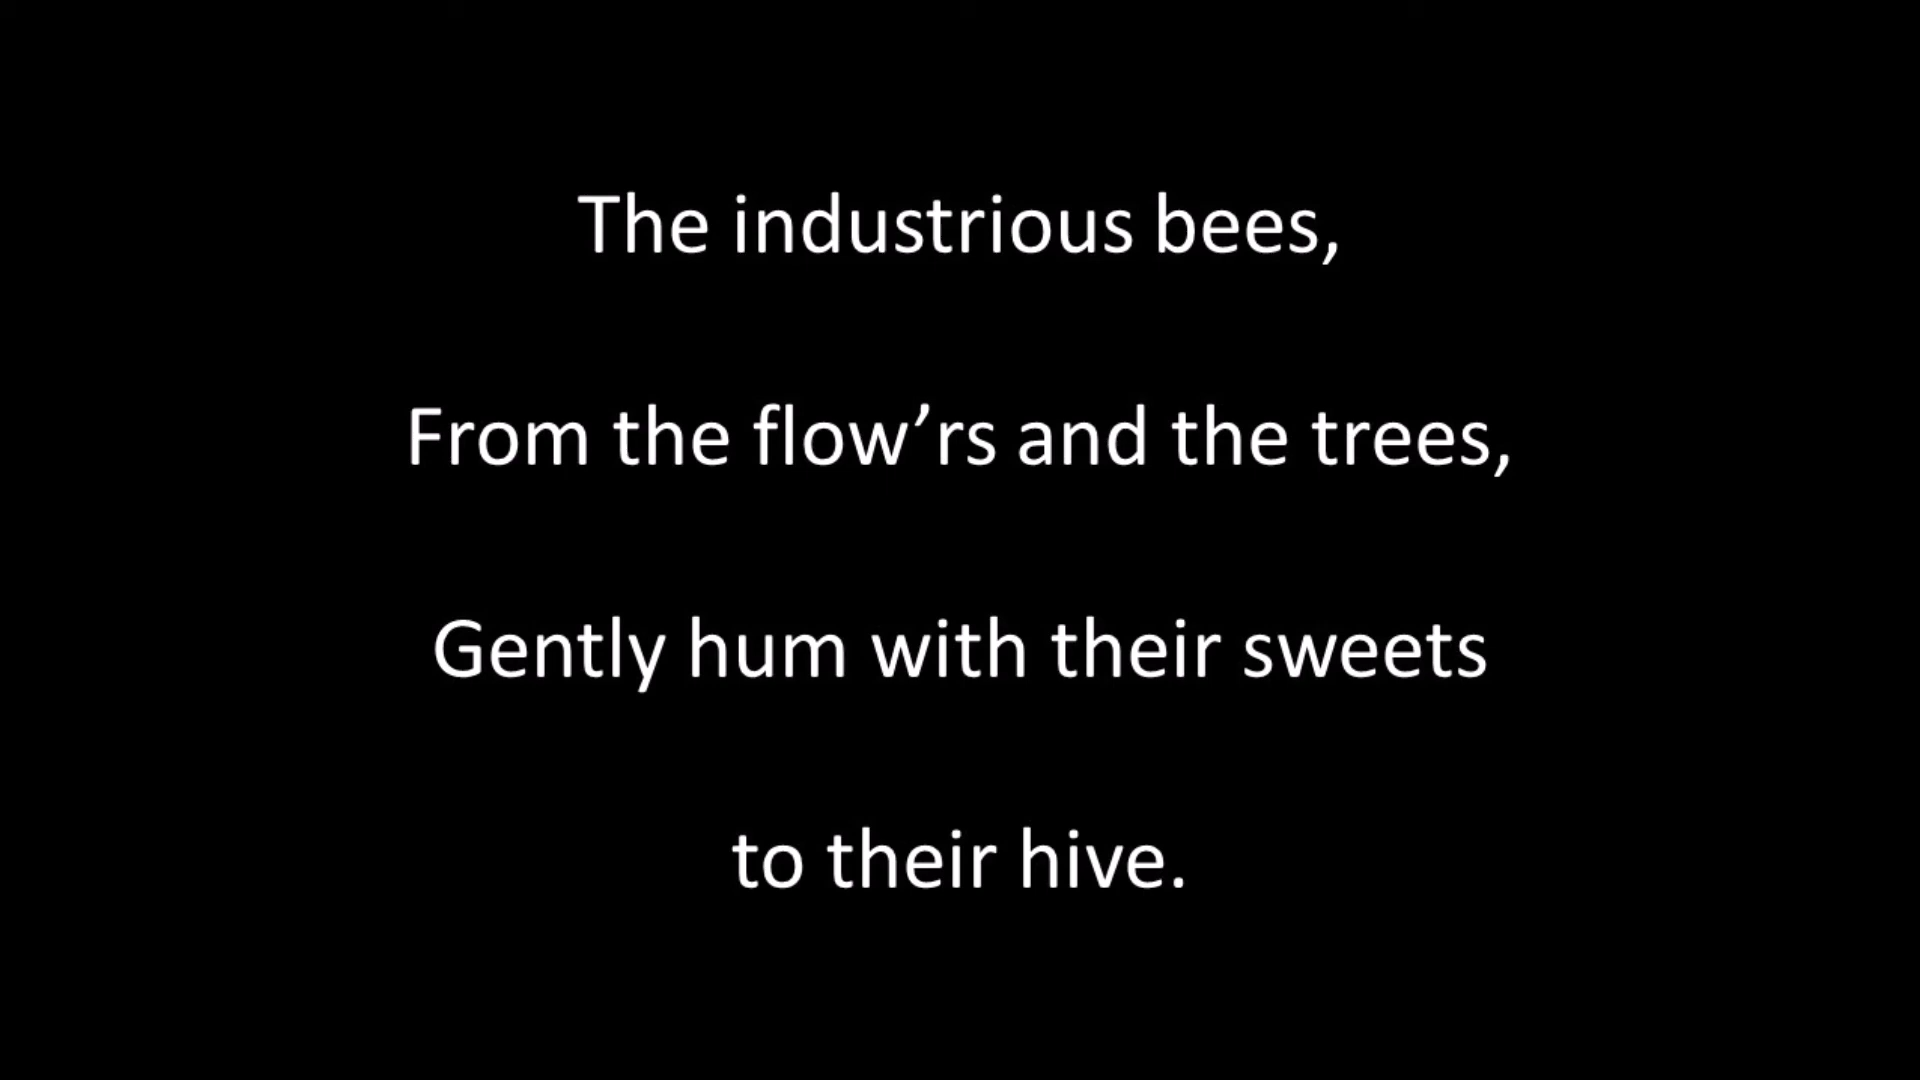 The industrious bees,
From the flow’rs and the trees,
Gently hum with their sweets
to their hive.